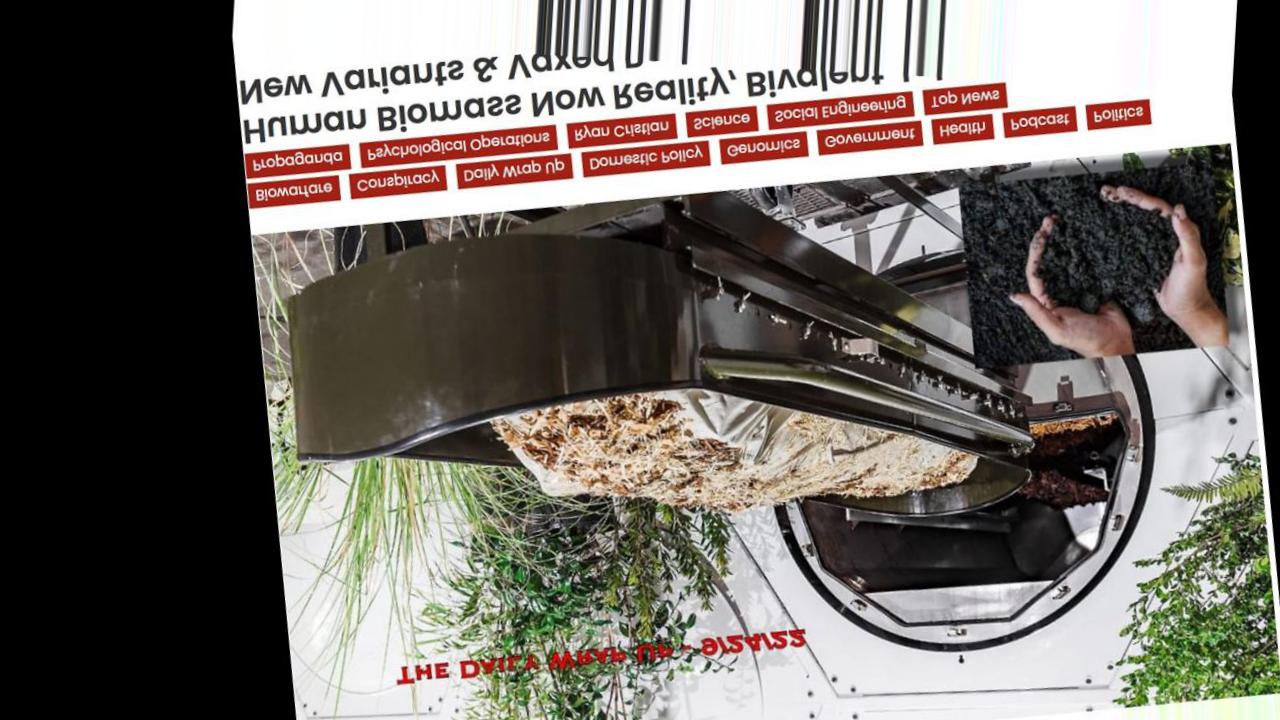 THE DAILY WRAP UP - 9/24/22
Biowarfare Conspiracy Daily Wrap Up Domestic Policy Genomics Government Health Podcast Politics
Propaganda Psychological Operations Ryan Cristian Science Social Engineering Top News
Human Biomass Now Reality, Bivalent
New Variants & Vaxed